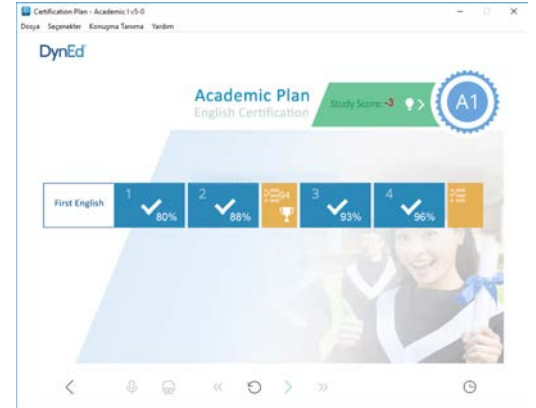 Certification Plan - Academic I v5-0
Dosya Seçenekler Konuşma Tanıma Yardım
DynEd
Academic Plan
English Certification
Study Score: -3
A1
First English
1 80%
2 88%
94
3 93%
4 96%